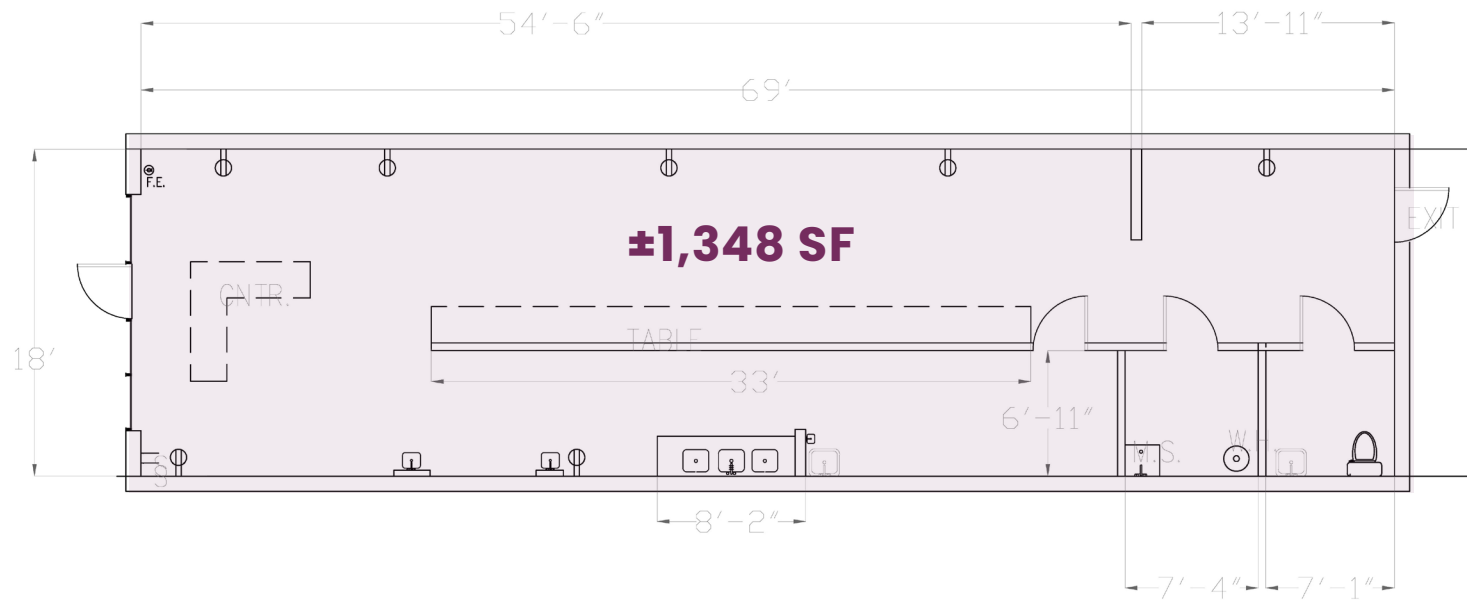 54'-6"
13'-11"
69'
F.E.
EXIT
±1,348 SF
CNTR.
TABLE
18'
33'
6'-11"
M.S.
W.H.
8'-2"
7'-4"
7'-1"